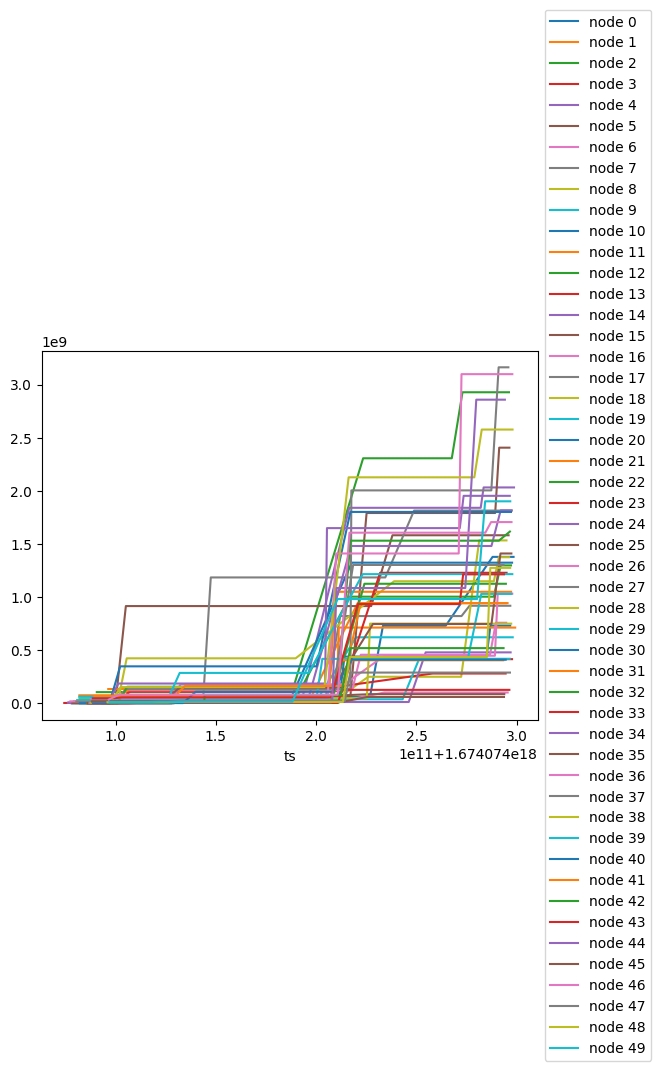 1e9
3.0
2.5
2.0
1.5
1.0
0.5
0.0
1.0 1.5 2.0 2.5 3.0
ts
1e11+1.674074e18
node 0
node 1
node 2
node 3
node 4
node 5
node 6
node 7
node 8
node 9
node 10
node 11
node 12
node 13
node 14
node 15
node 16
node 17
node 18
node 19
node 20
node 21
node 22
node 23
node 24
node 25
node 26
node 27
node 28
node 29
node 30
node 31
node 32
node 33
node 34
node 35
node 36
node 37
node 38
node 39
node 40
node 41
node 42
node 43
node 44
node 45
node 46
node 47
node 48
node 49